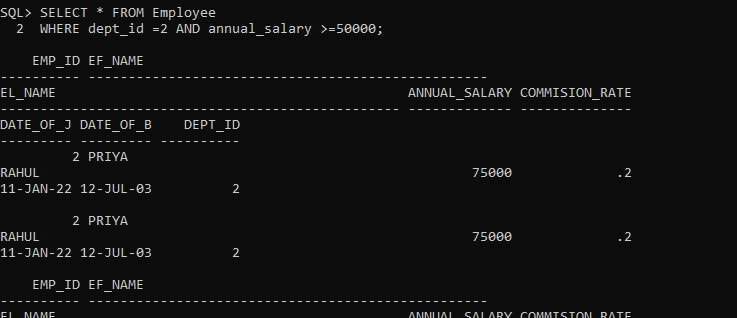 SQL> SELECT * FROM Employee
  2  WHERE dept_id =2 AND annual_salary >=50000;
    EMP_ID EF_NAME
---------- --------------------------------------------------
EL_NAME                                            ANNUAL_SALARY COMMISION_RATE
-------------------------------------------------- ------------- --------------
DATE_OF_J DATE_OF_B    DEPT_ID
--------- --------- ----------
         2 PRIYA
RAHUL                                                      75000             .2
11-JAN-22 12-JUL-03          2
         2 PRIYA
RAHUL                                                      75000             .2
11-JAN-22 12-JUL-03          2
    EMP_ID EF_NAME
---------- --------------------------------------------------
EL_NAME                                            ANNUAL_SALARY COMMISION_RATE